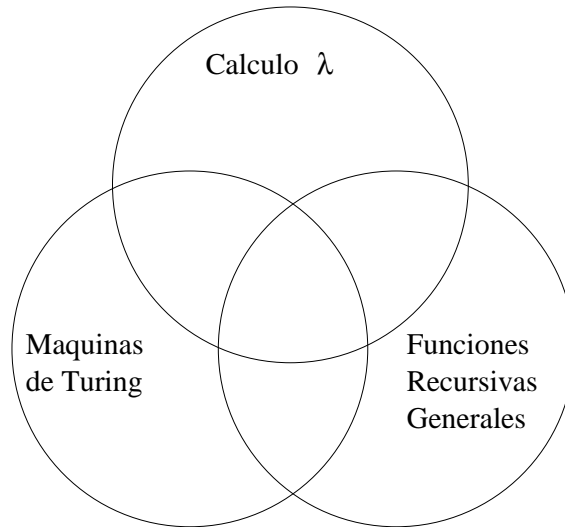 Calculo λ
Maquinas
de Turing
Funciones
Recursivas
Generales